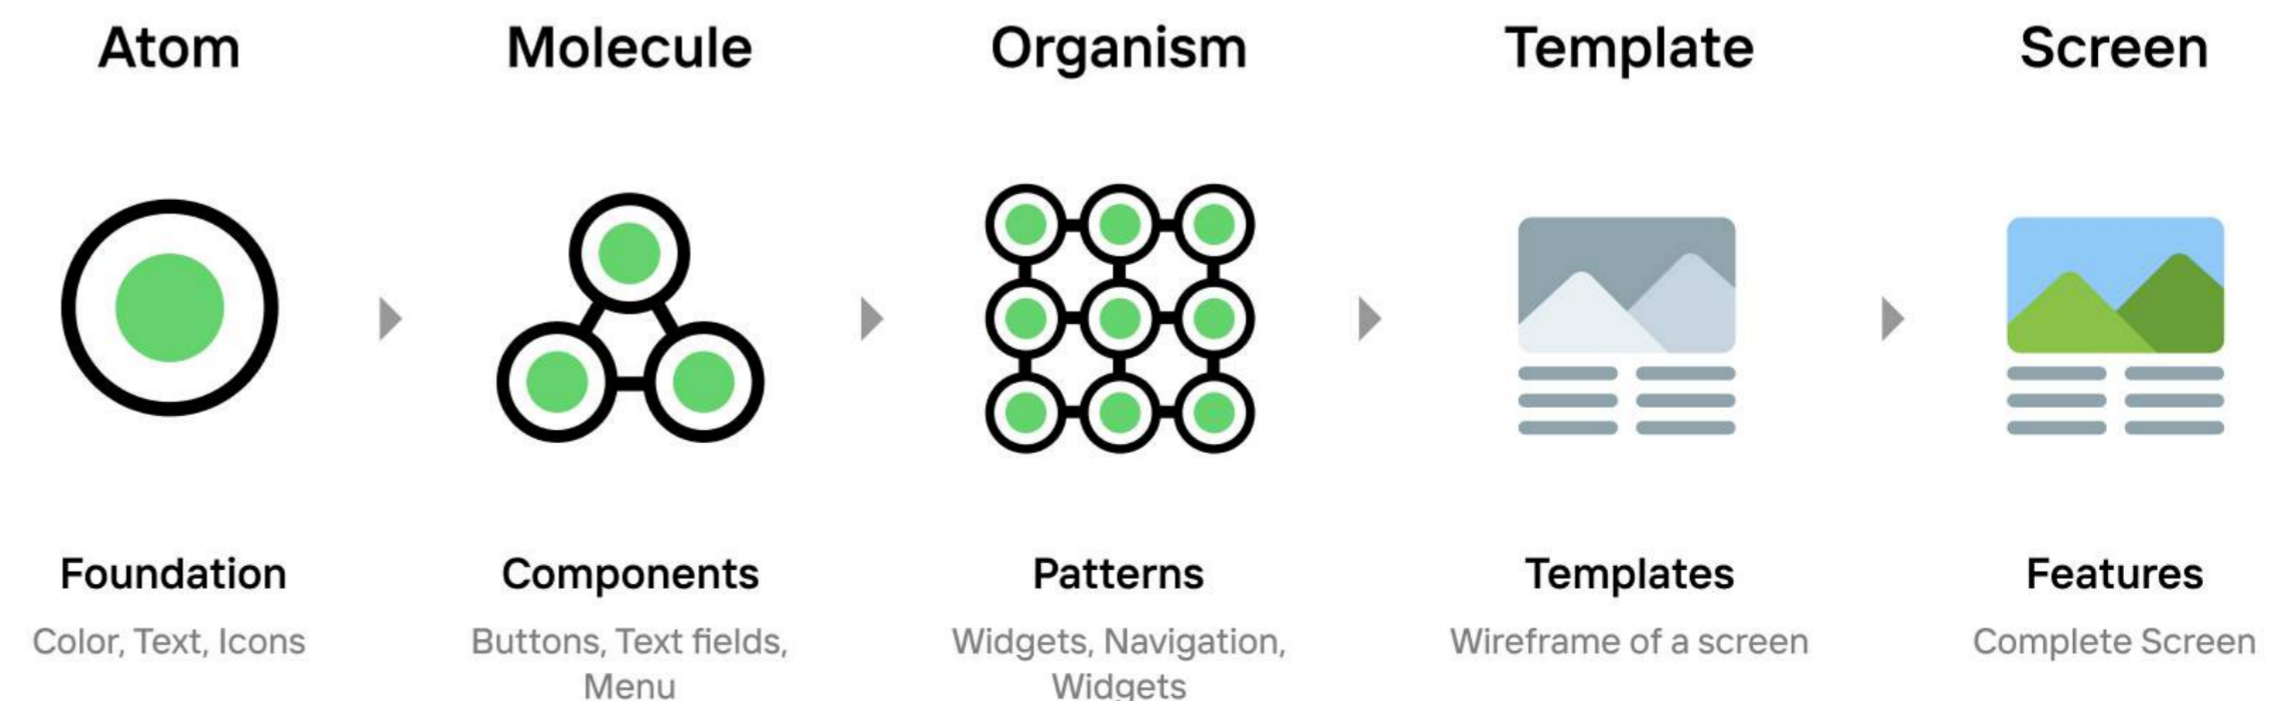 Atom
Molecule
Organism
Template
Screen
Foundation
Components
Patterns
Templates
Features
Color, Text, Icons
Buttons, Text fields,
Menu
Widgets, Navigation,
Widgets
Wireframe of a screen
Complete Screen